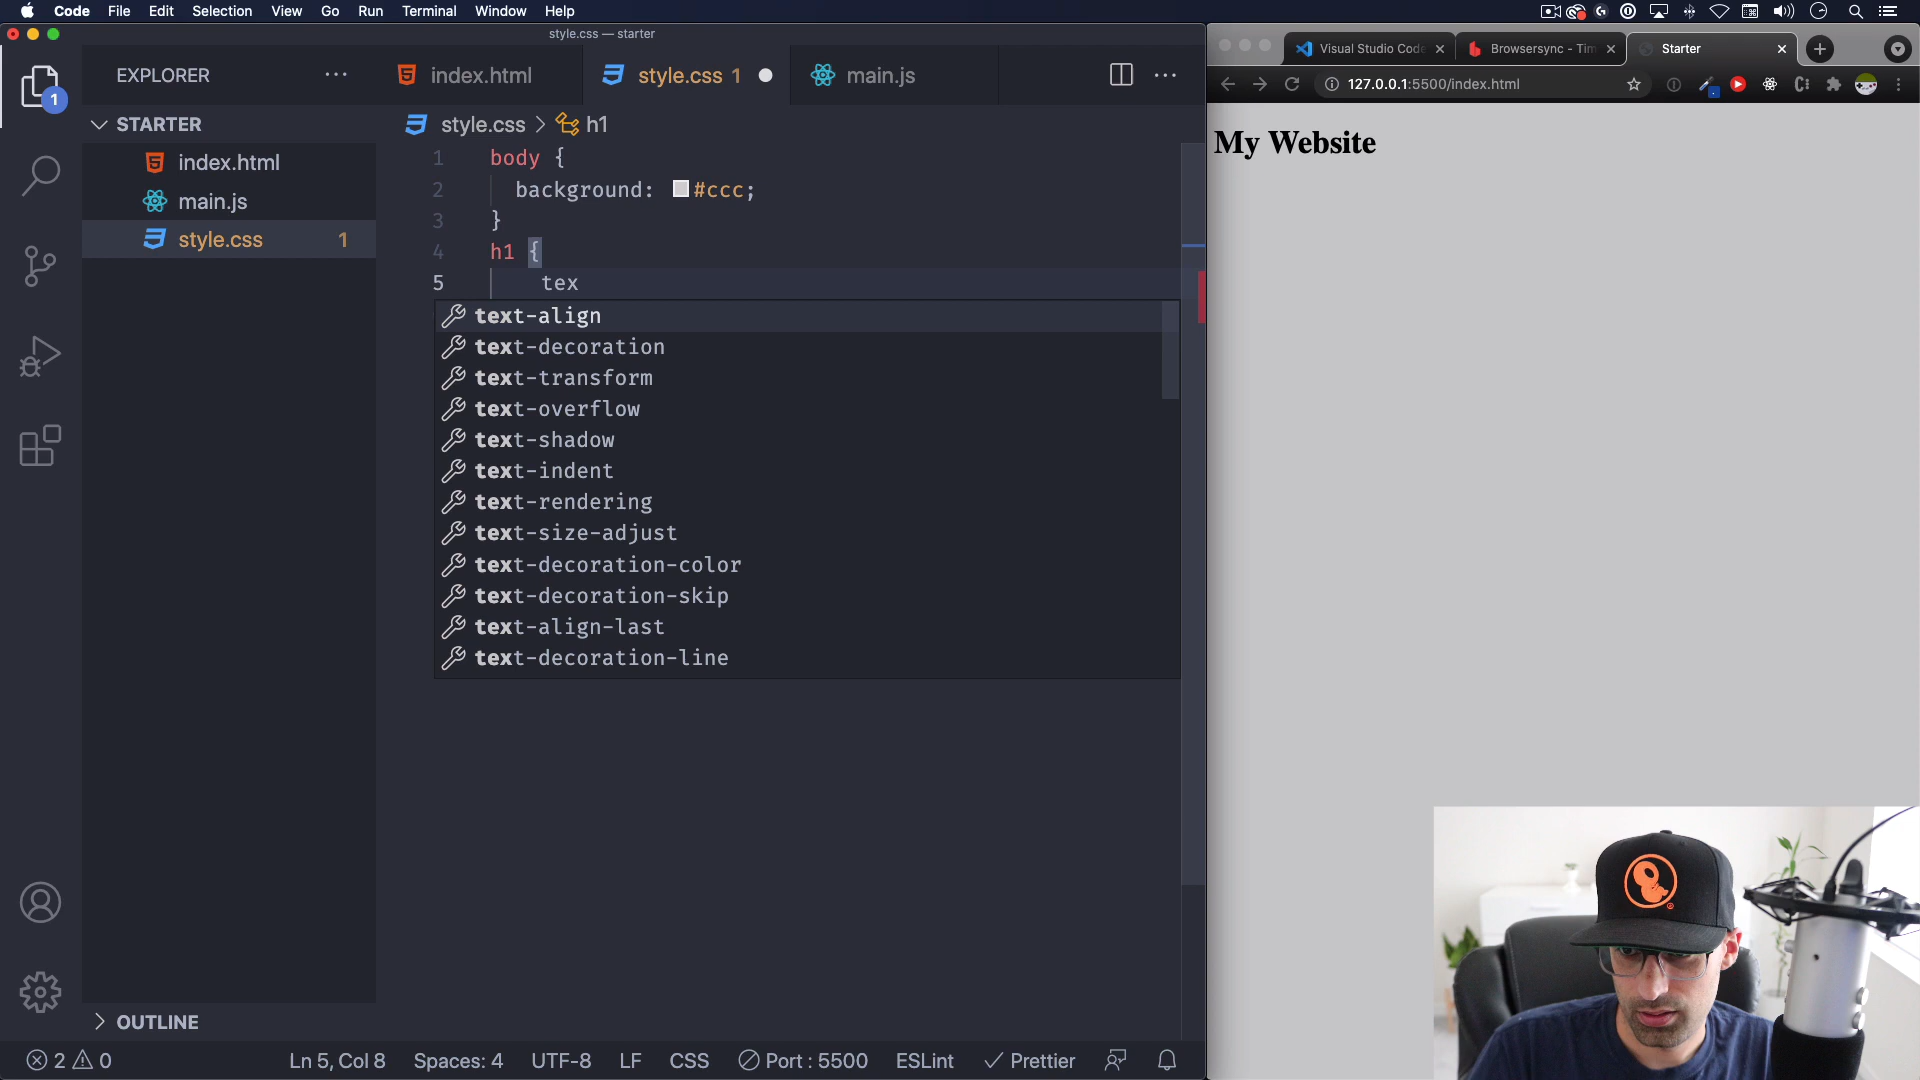 Code File Edit Selection View Go Run Terminal Window Help
style.css — starter
EXPLORER
1
STARTER
index.html
main.js
style.css 1
OUTLINE
index.html
style.css 1
main.js
style.css > h1
1 body {
2 background: #ccc;
3 }
4 h1 {
5 tex
text-align
text-decoration
text-transform
text-overflow
text-shadow
text-indent
text-rendering
text-size-adjust
text-decoration-color
text-decoration-skip
text-align-last
text-decoration-line
2 0 Ln 5, Col 8 Spaces: 4 UTF-8 LF CSS Port : 5500 ESLint Prettier
Visual Studio Code
Browsersync - Tim
Starter
127.0.0.1:5500/index.html
My Website